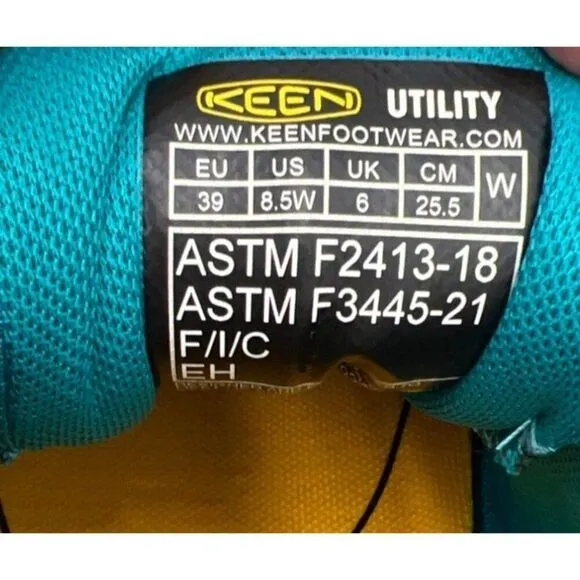 KEEN UTILITY
WWW.KEENFOOTWEAR.COM
EU US UK CM W
39 8.5W 6 25.5
ASTM F2413-18
ASTM F3445-21
F/I/C
EH